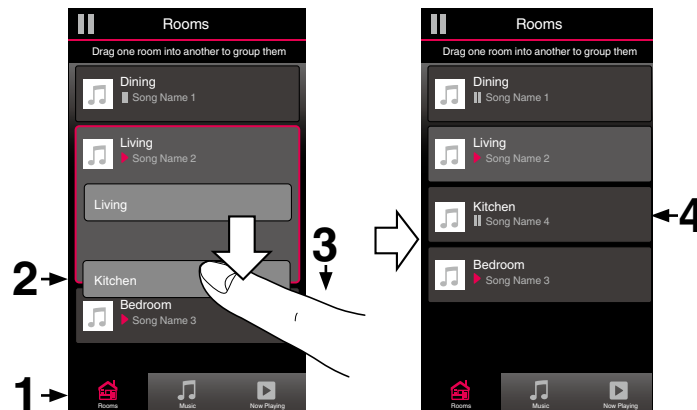 Rooms
Drag one room into another to group them
Dining
Song Name 1
Living
Song Name 2
Living
Kitchen
Bedroom
Song Name 3
Rooms
Music
Now Playing
1
2
3
Rooms
Drag one room into another to group them
Dining
Song Name 1
Living
Song Name 2
Kitchen
Song Name 4
Bedroom
Song Name 3
Rooms
Music
Now Playing
4